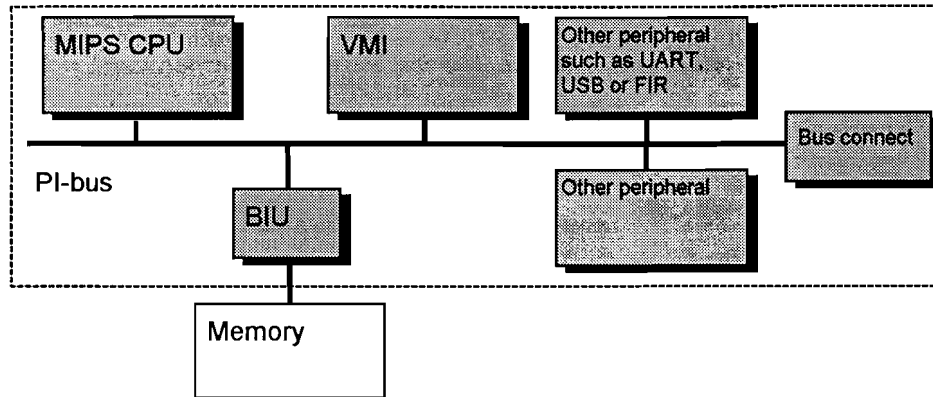 MIPS CPU
VMI
Other peripheral
such as UART,
USB or FIR
Bus connect
PI-bus
BIU
Other peripheral
Memory